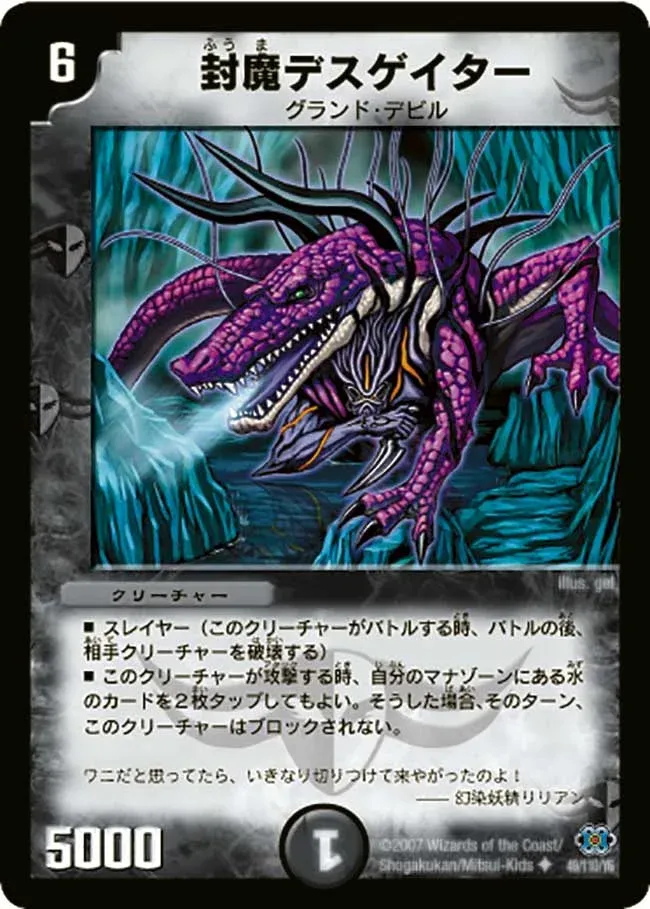 6
ふうま
封魔デスゲイター
グランド・デビル
illus. gel
クリーチャー
■ スレイヤー（このクリーチャーがバトルする時、バトルの後、
相手クリーチャーを破壊する）
■ このクリーチャーが攻撃する時、自分のマナゾーンにある水
のカードを２枚タップしてもよい。そうした場合、そのターン、
このクリーチャーはブロックされない。
ワニだと思ってたら、いきなり切りつけて来やがったのよ！
—— 幻染妖精リリアン
5000
1
©2007 Wizards of the Coast/
Shogakukan/Mitsui-Kids
49/110/Y6